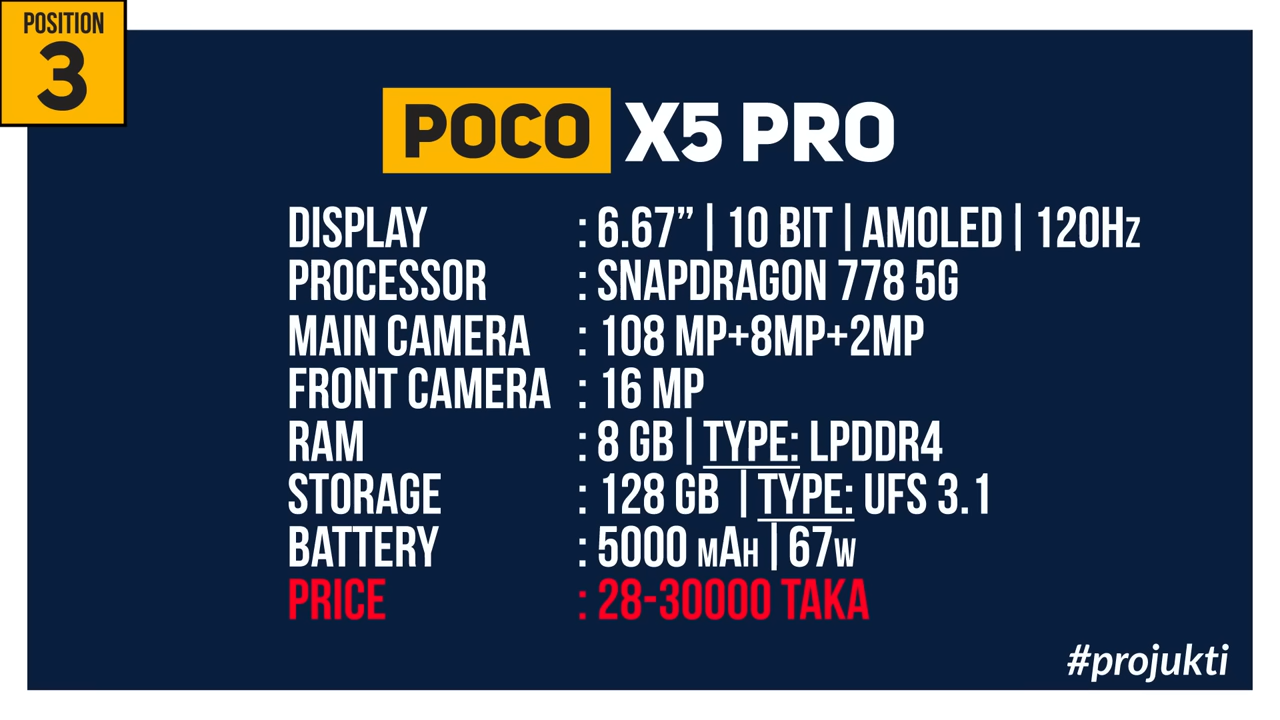 POSITION
3
POCO X5 PRO
DISPLAY : 6.67” | 10 BIT | AMOLED | 120Hz
PROCESSOR : SNAPDRAGON 778 5G
MAIN CAMERA : 108 MP+8MP+2MP
FRONT CAMERA : 16 MP
RAM : 8 GB | TYPE: LPDDR4
STORAGE : 128 GB | TYPE: UFS 3.1
BATTERY : 5000 mAh | 67w
PRICE : 28-30000 TAKA
#projukti